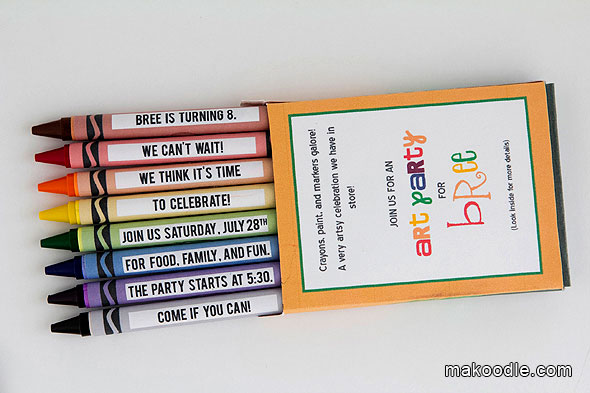 BREE IS TURNING 8.
WE CAN'T WAIT!
WE THINK IT'S TIME
TO CELEBRATE!
JOIN US SATURDAY, JULY 28TH
FOR FOOD, FAMILY, AND FUN.
THE PARTY STARTS AT 5:30.
COME IF YOU CAN!
Crayons, paint, and markers galore!
A very artsy celebration we have in
store!
JOIN US FOR AN
ART PARTY
FOR
bRee
(Look inside for more details)
makoodle.com